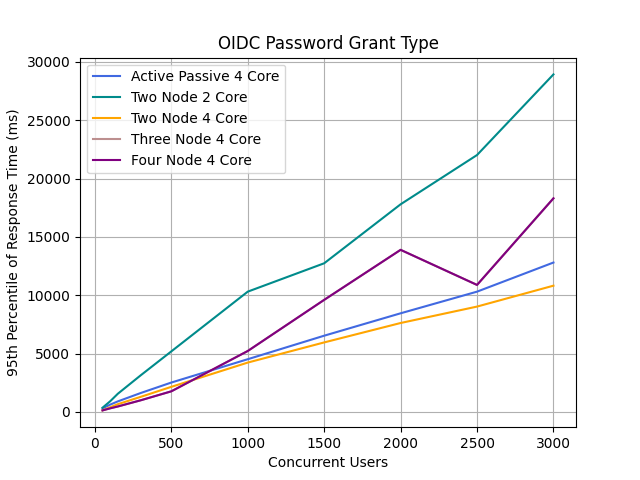 OIDC Password Grant Type
30000
25000
20000
15000
10000
5000
0
95th Percentile of Response Time (ms)
Active Passive 4 Core
Two Node 2 Core
Two Node 4 Core
Three Node 4 Core
Four Node 4 Core
0 500 1000 1500 2000 2500 3000
Concurrent Users